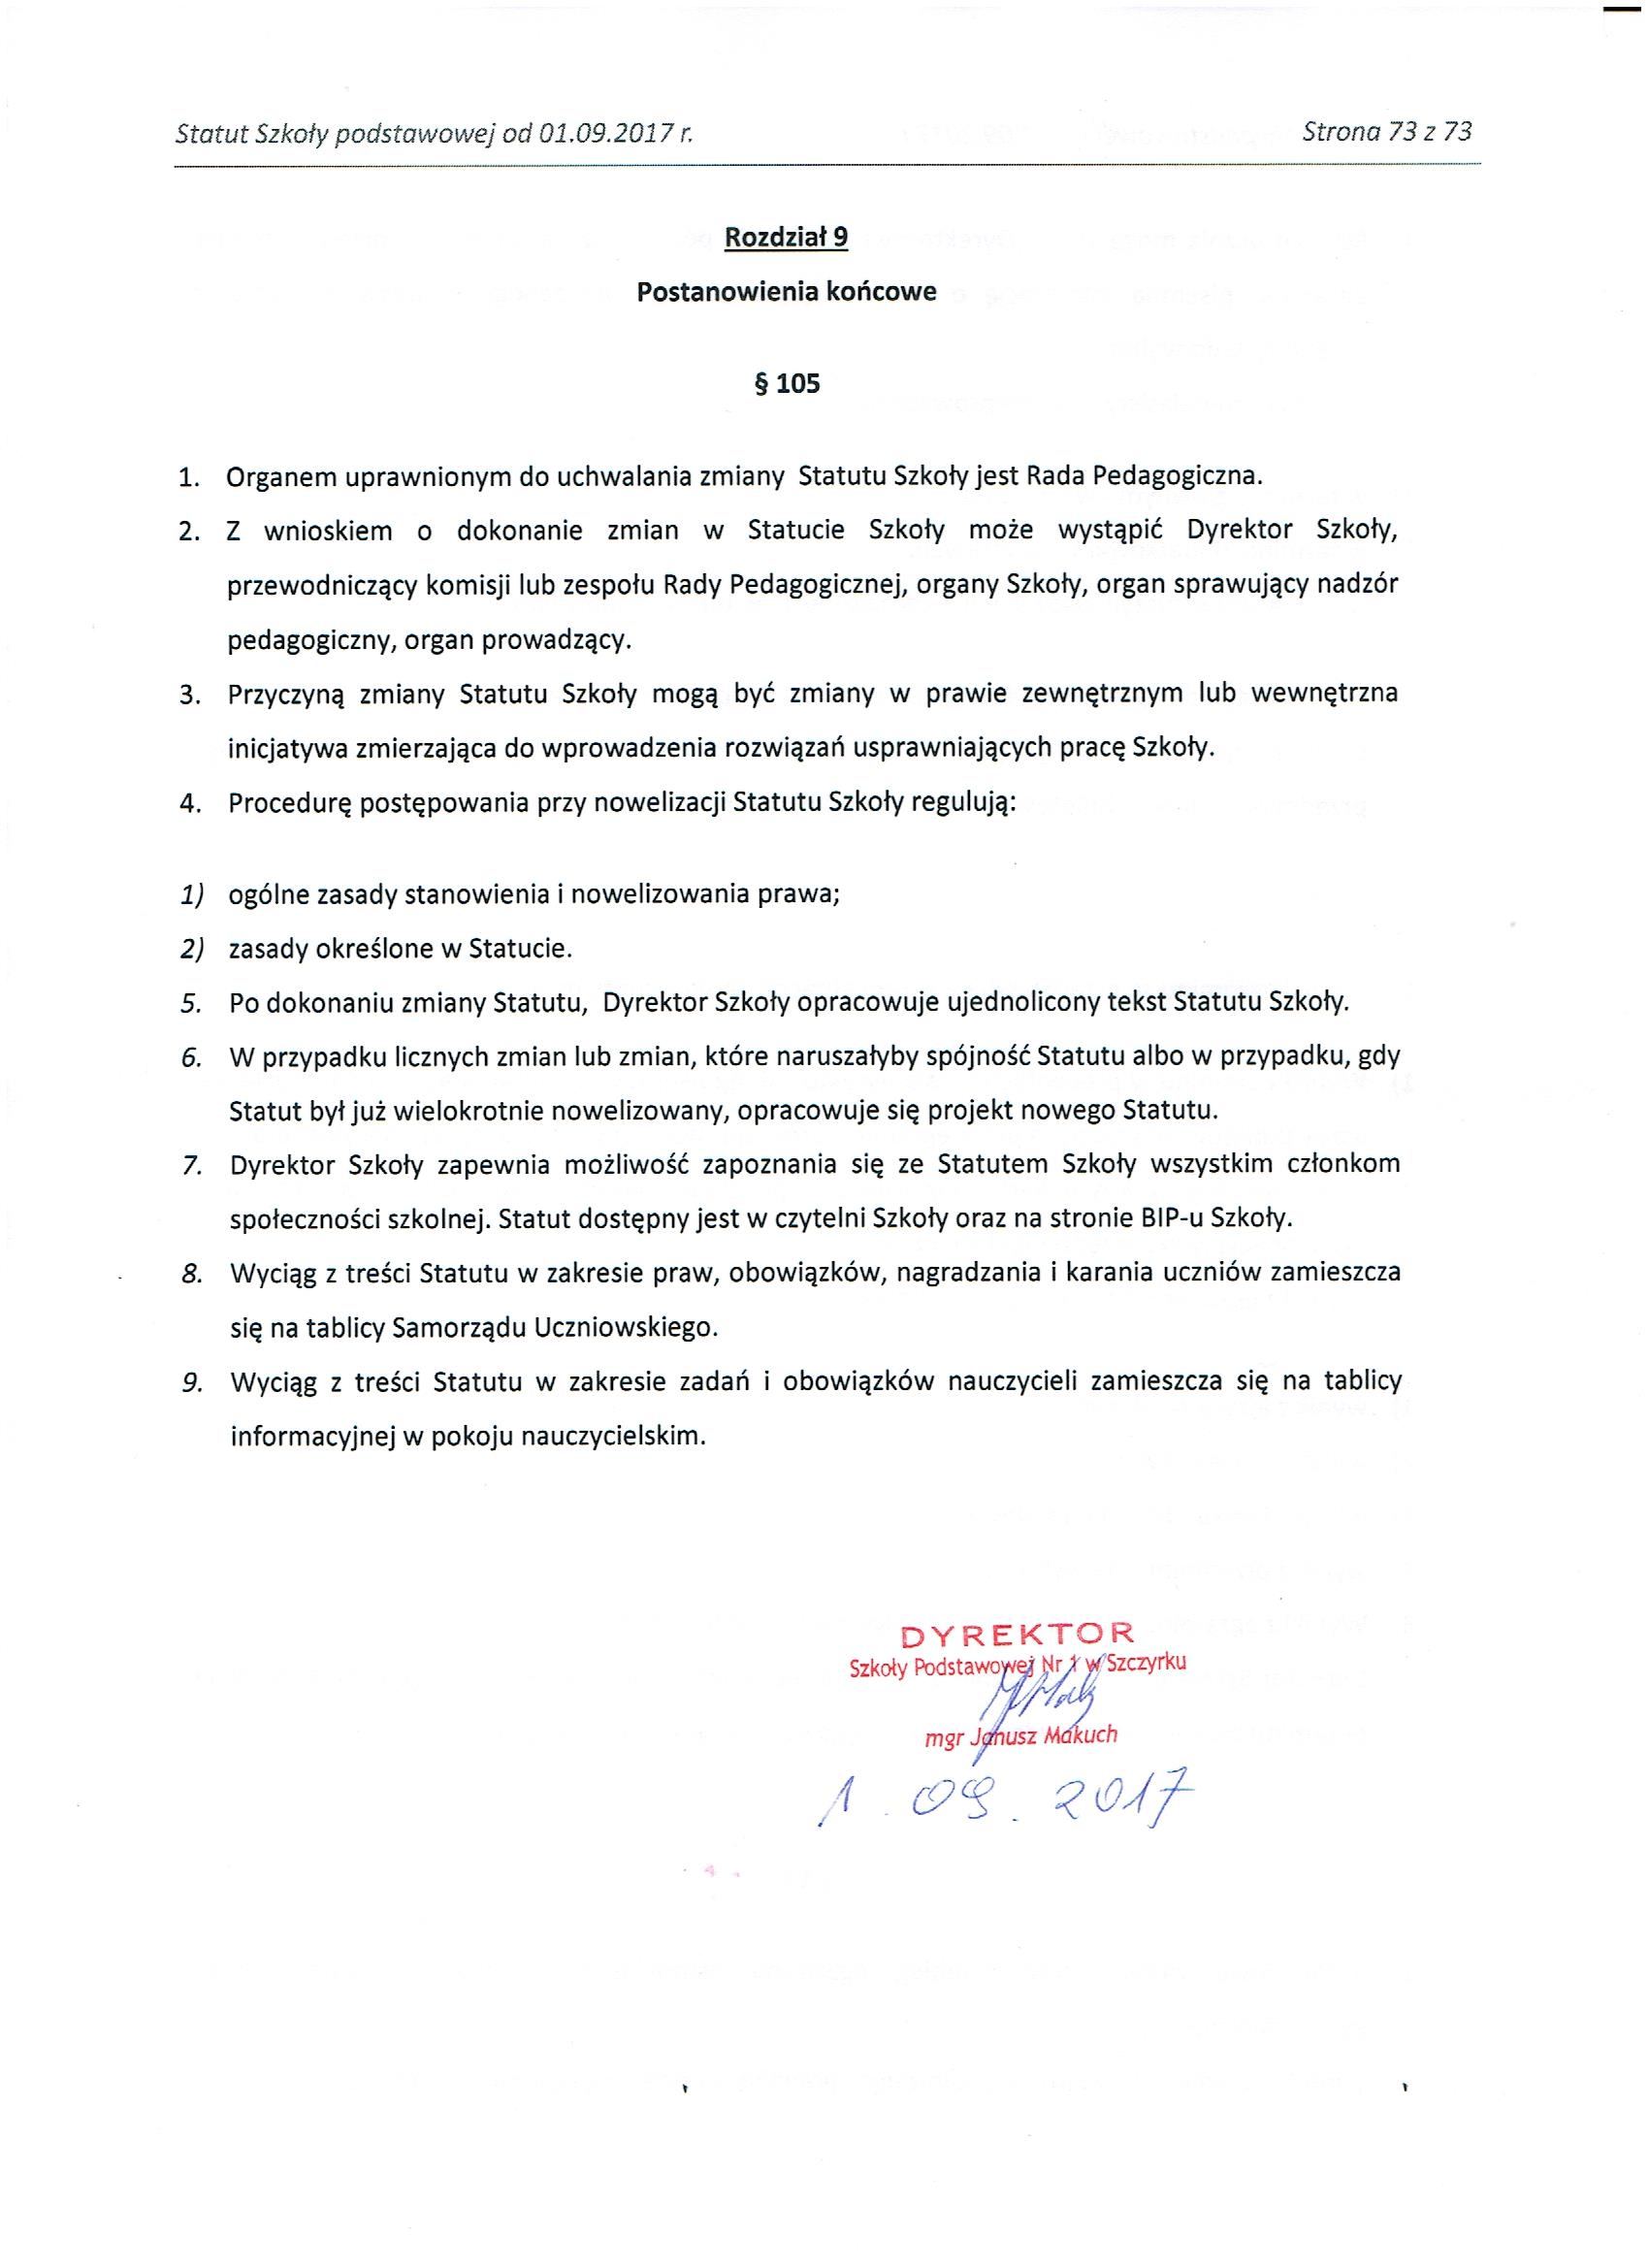 Statut Szkoły podstawowej od 01.09.2017 r. Strona 73 z 73
Rozdział 9
Postanowienia końcowe
§ 105
1. Organem uprawnionym do uchwalania zmiany Statutu Szkoły jest Rada Pedagogiczna.
2. Z wnioskiem o dokonanie zmian w Statucie Szkoły może wystąpić Dyrektor Szkoły,
przewodniczący komisji lub zespołu Rady Pedagogicznej, organy Szkoły, organ sprawujący nadzór
pedagogiczny, organ prowadzący.
3. Przyczyną zmiany Statutu Szkoły mogą być zmiany w prawie zewnętrznym lub wewnętrzna
inicjatywa zmierzająca do wprowadzenia rozwiązań usprawniających pracę Szkoły.
4. Procedurę postępowania przy nowelizacji Statutu Szkoły regulują:
1) ogólne zasady stanowienia i nowelizowania prawa;
2) zasady określone w Statucie.
5. Po dokonaniu zmiany Statutu, Dyrektor Szkoły opracowuje ujednolicony tekst Statutu Szkoły.
6. W przypadku licznych zmian lub zmian, które naruszałyby spójność Statutu albo w przypadku, gdy
Statut był już wielokrotnie nowelizowany, opracowuje się projekt nowego Statutu.
7. Dyrektor Szkoły zapewnia możliwość zapoznania się ze Statutem Szkoły wszystkim członkom
społeczności szkolnej. Statut dostępny jest w czytelni Szkoły oraz na stronie BIP-u Szkoły.
8. Wyciąg z treści Statutu w zakresie praw, obowiązków, nagradzania i karania uczniów zamieszcza
się na tablicy Samorządu Uczniowskiego.
9. Wyciąg z treści Statutu w zakresie zadań i obowiązków nauczycieli zamieszcza się na tablicy
informacyjnej w pokoju nauczycielskim.
DYREKTOR
Szkoły Podstawowej Nr 1 w Szczyrku
mgr Janusz Makuch
1.09.2017